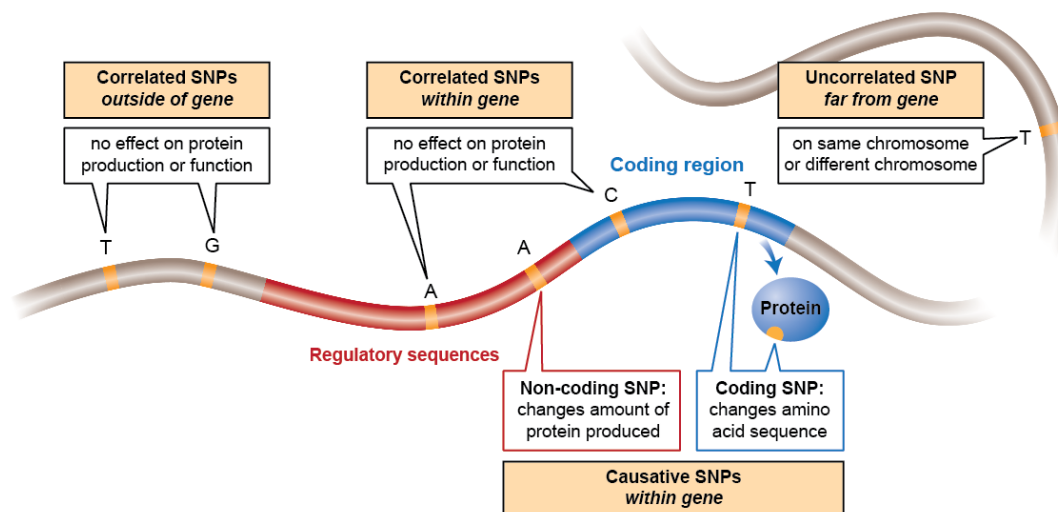 Correlated SNPs
outside of gene
no effect on protein
production or function
T
G
Correlated SNPs
within gene
no effect on protein
production or function
A
A
C
Coding region
T
Uncorrelated SNP
far from gene
on same chromosome
or different chromosome
T
Protein
Regulatory sequences
Non-coding SNP:
changes amount of
protein produced
Coding SNP:
changes amino
acid sequence
Causative SNPs
within gene